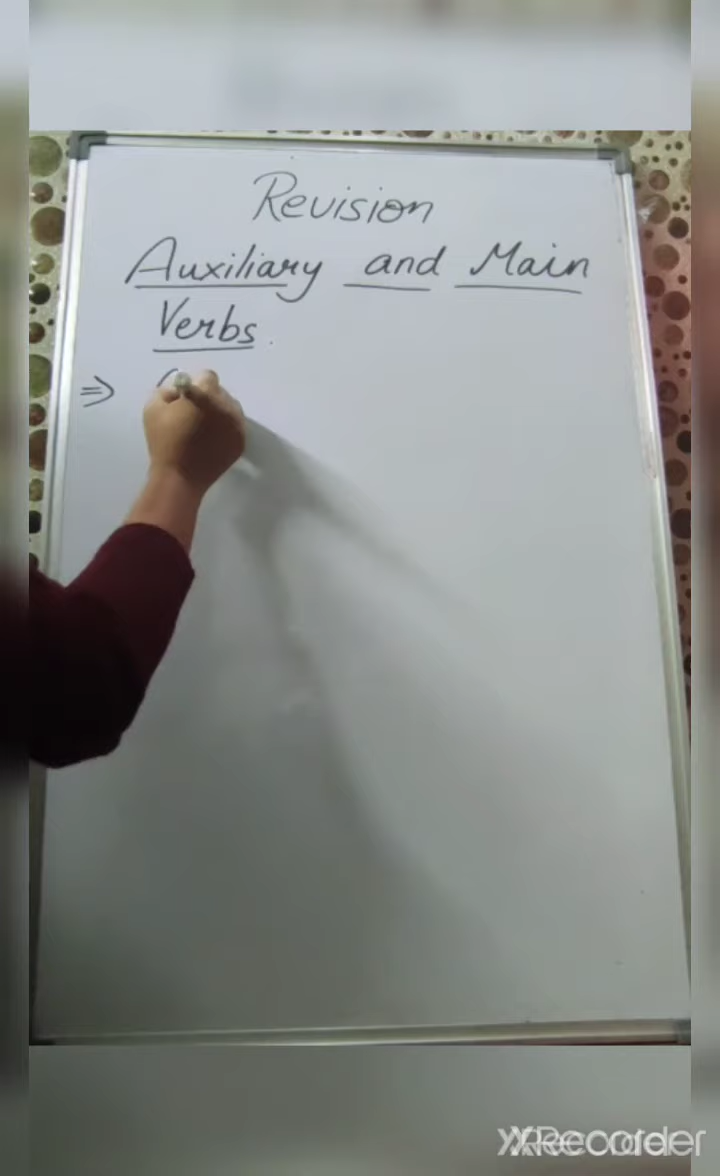 Revision
Auxiliary and Main
Verbs.
⇒
XRecorder